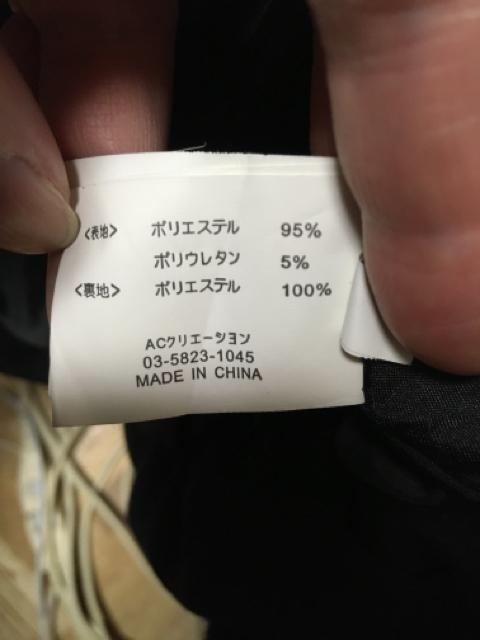 〈表地〉 ポリエステル 95%
ポリウレタン 5%
〈裏地〉 ポリエステル 100%
ACクリエーシヨン
03-5823-1045
MADE IN CHINA